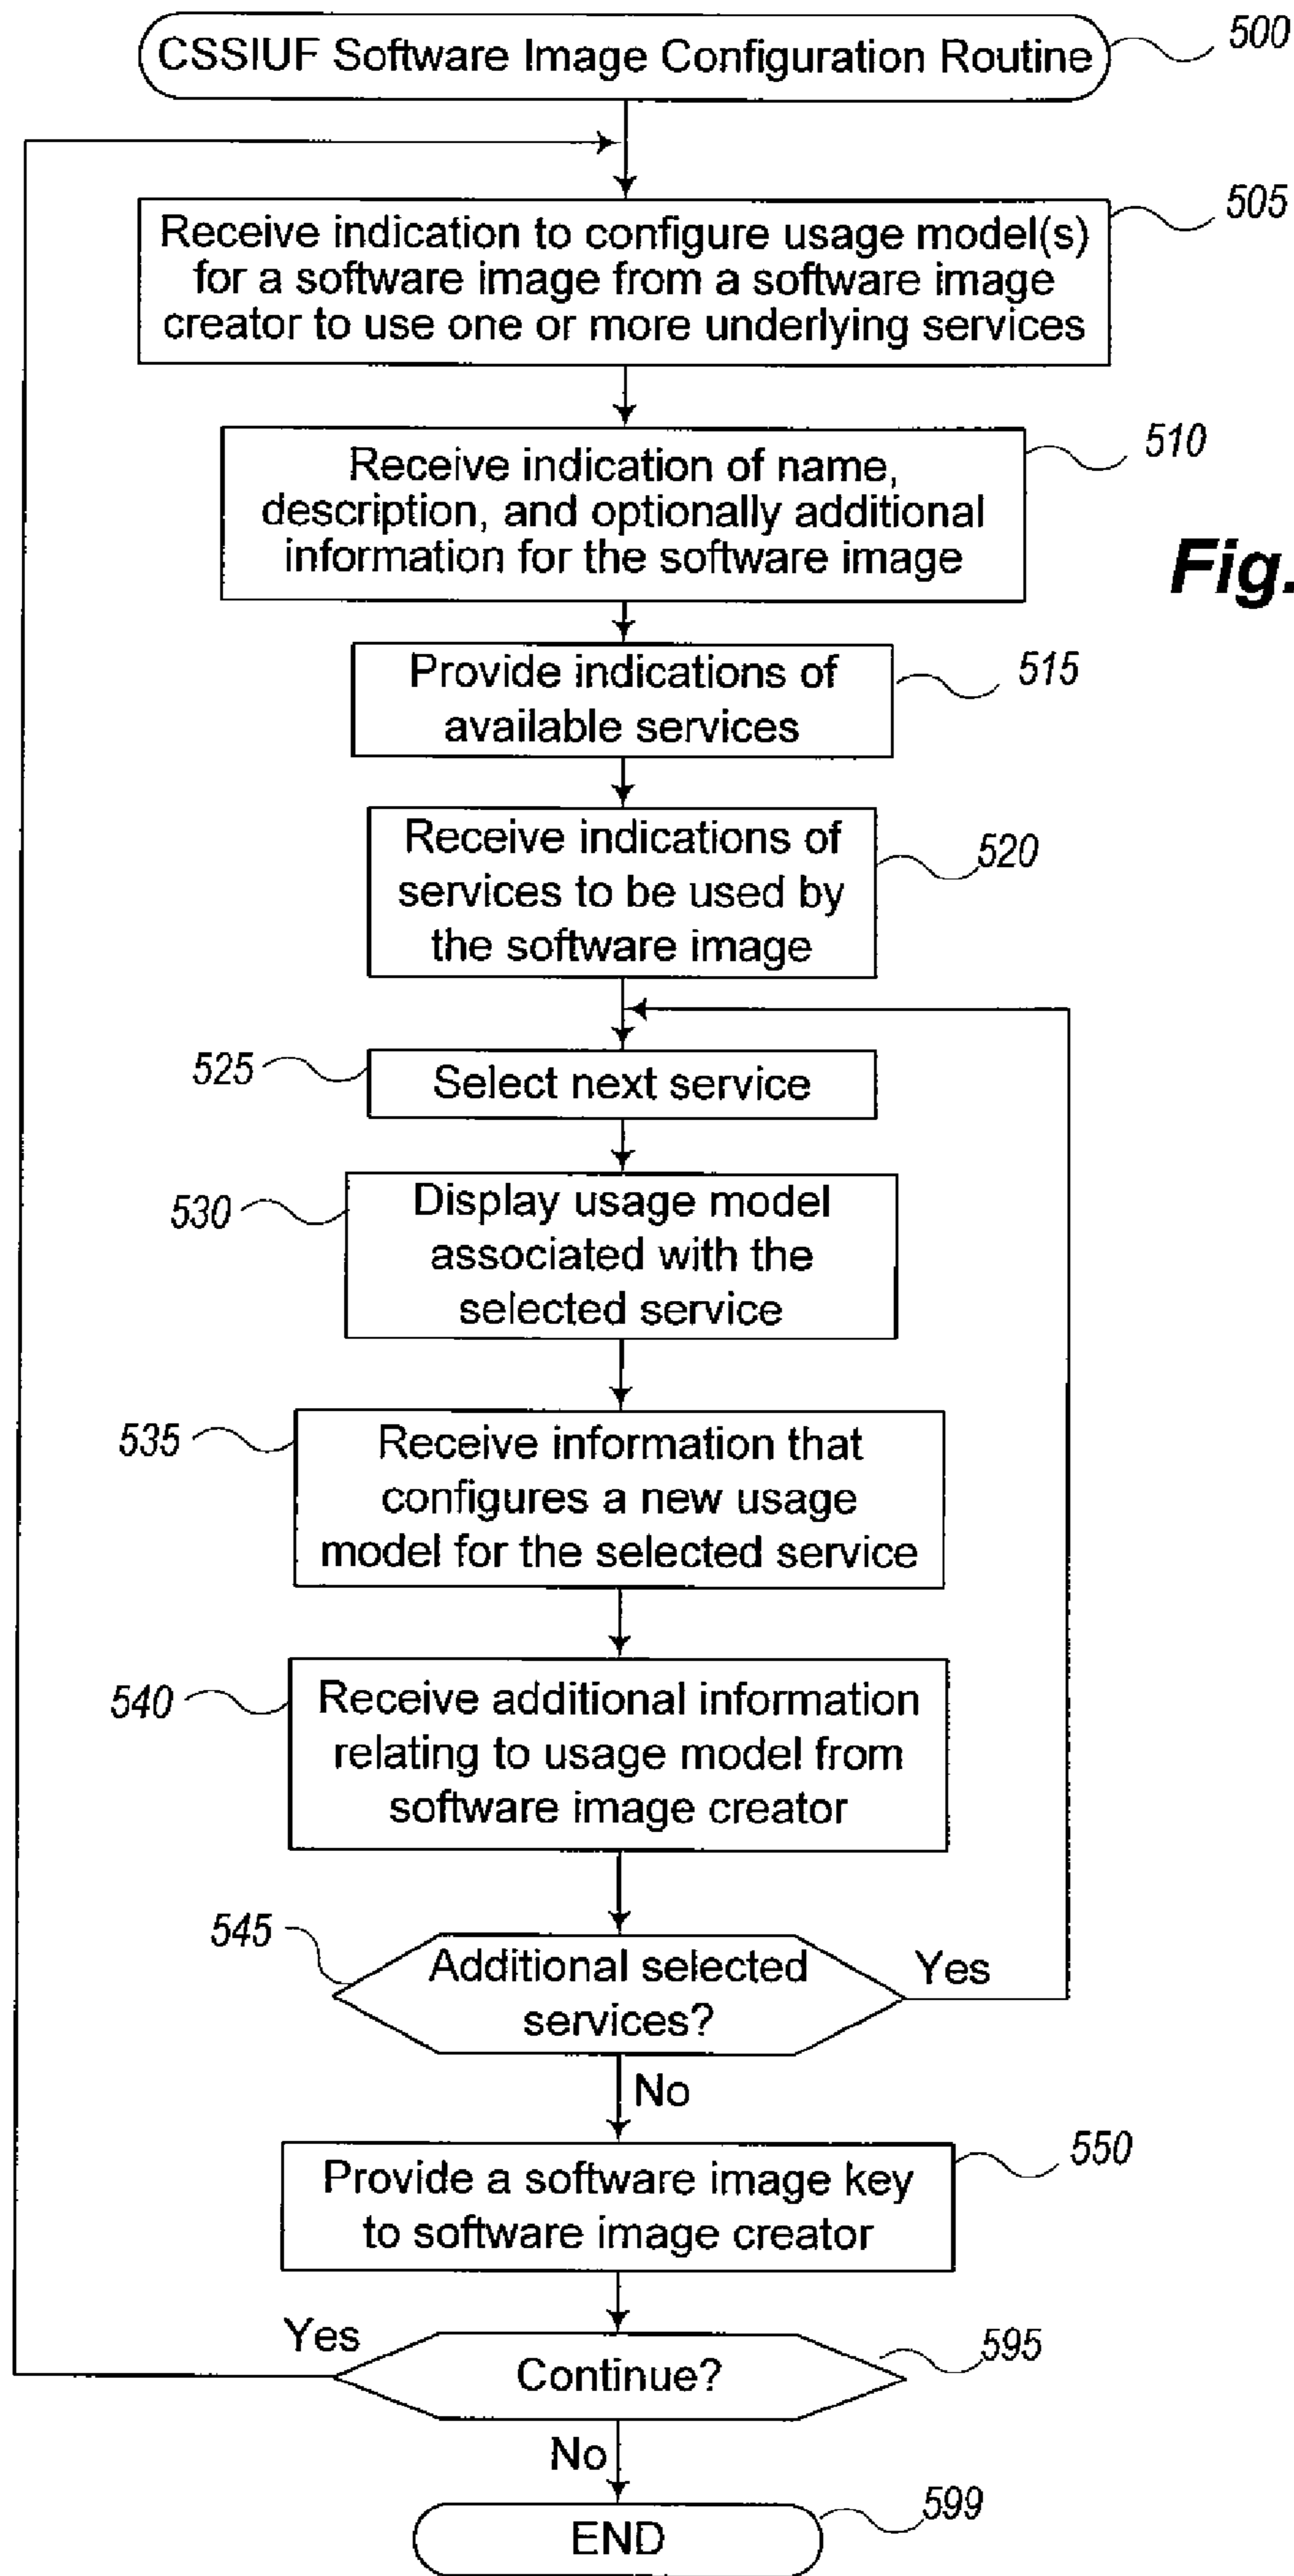 CSSIUF Software Image Configuration Routine
500
505
Receive indication to configure usage model(s)
for a software image from a software image
creator to use one or more underlying services
510
Receive indication of name,
description, and optionally additional
information for the software image
Fig.
515
Provide indications of
available services
520
Receive indications of
services to be used by
the software image
525
Select next service
530
Display usage model
associated with the
selected service
535
Receive information that
configures a new usage
model for the selected service
540
Receive additional information
relating to usage model from
software image creator
545
Additional selected
services?
Yes
No
550
Provide a software image key
to software image creator
Yes
595
Continue?
No
599
END